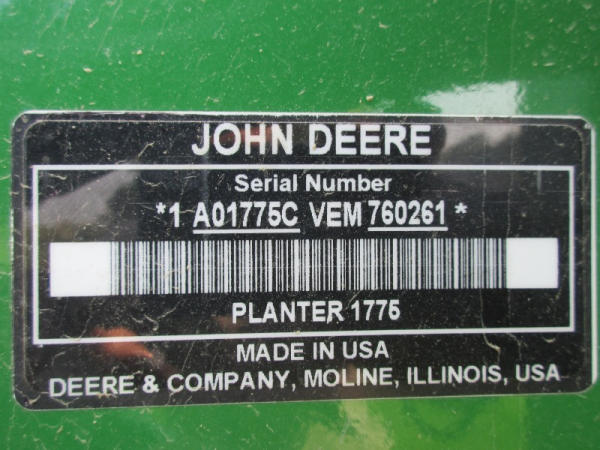 JOHN DEERE
Serial Number
*1 A01775C VEM 760261 *
PLANTER 1775
MADE IN USA
DEERE & COMPANY, MOLINE, ILLINOIS, USA